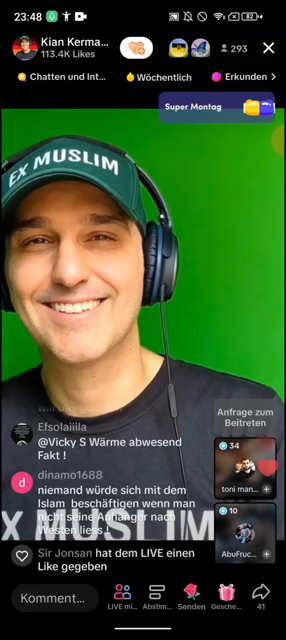 23:48
82
Kian Kerma...
113.4K Likes
293
Chatten und Int...
Wöchentlich
Erkunden
Super Montag
EX MUSLIM
Efsolaiiila
@Vicky S Wärme abwesend
Fakt !
dinamo1688
niemand würde sich mit dem
Islam beschäftigen wenn man
nicht seine Anhänger nach
Westen liess !
X MUSLIM
Sir Jonsan hat dem LIVE einen
Like gegeben
Anfrage zum
Beitreten
34
toni man...
10
AbuFruc...
Komment...
LIVE mi...
Abstim...
Senden
Gesche...
41